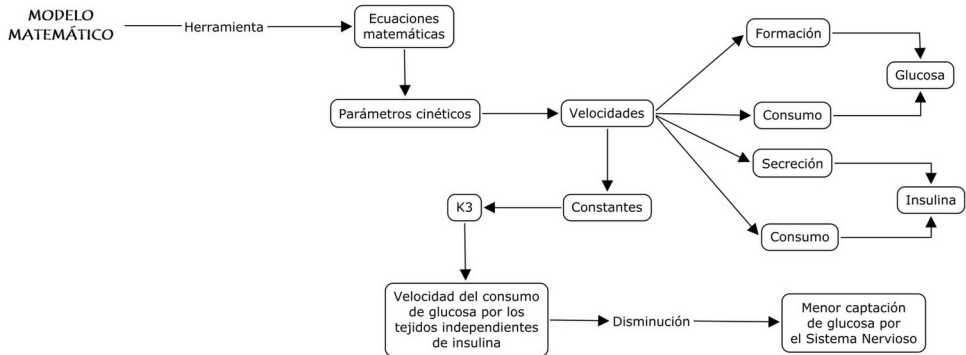 MODELO
MATEMÁTICO
Herramienta
Ecuaciones
matemáticas
Parámetros cinéticos
Velocidades
Formación
Glucosa
Consumo
Secreción
Insulina
Consumo
Constantes
K3
Velocidad del consumo
de glucosa por los
tejidos independientes
de insulina
Disminución
Menor captación
de glucosa por
el Sistema Nervioso